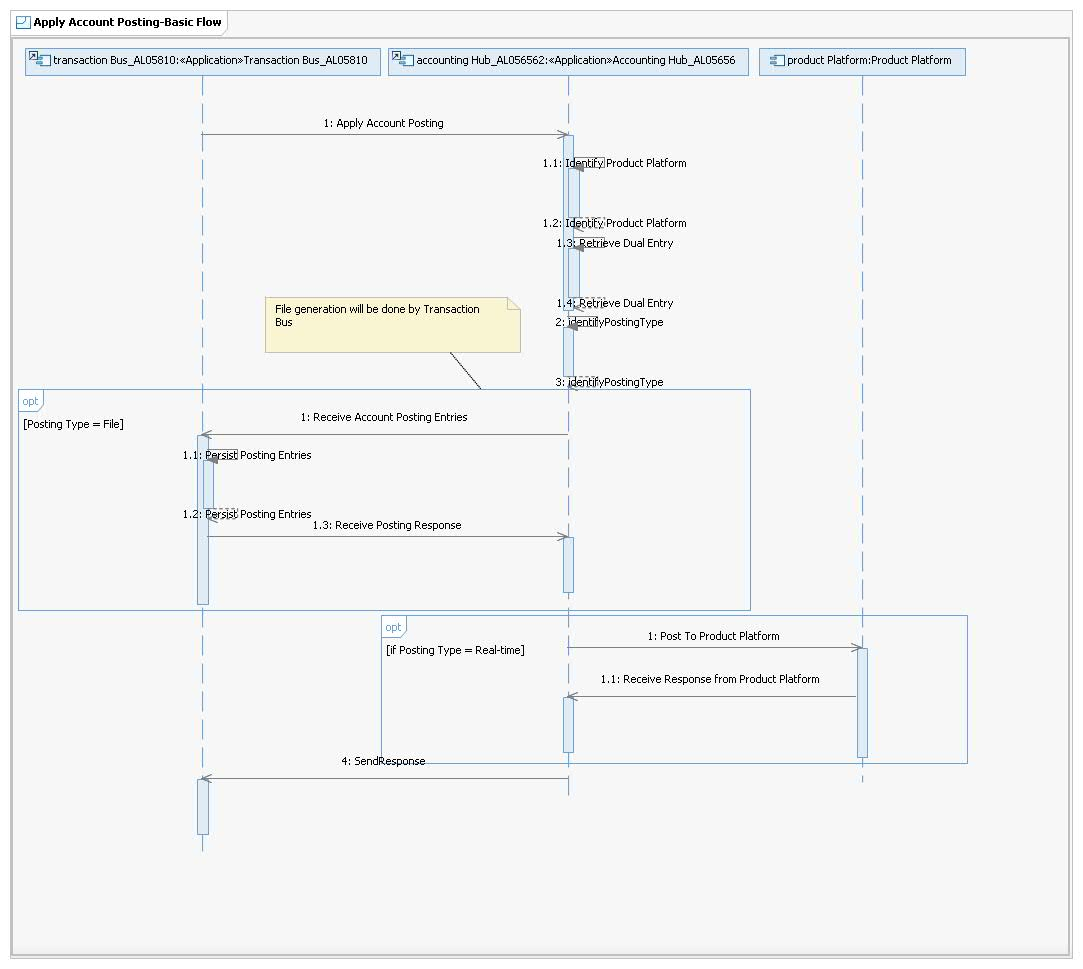 Apply Account Posting-Basic Flow
transaction Bus_AL05810:«Application»Transaction Bus_AL05810
accounting Hub_AL056562:«Application»Accounting Hub_AL05656
product Platform:Product Platform
1: Apply Account Posting
1.1: Identify Product Platform
1.2: Identify Product Platform
1.3: Retrieve Dual Entry
1.4: Retrieve Dual Entry
File generation will be done by Transaction
Bus
2: identifyPostingType
3: identifyPostingType
opt
[Posting Type = File]
1: Receive Account Posting Entries
1.1: Persist Posting Entries
1.2: Persist Posting Entries
1.3: Receive Posting Response
opt
[if Posting Type = Real-time]
1: Post To Product Platform
1.1: Receive Response from Product Platform
4: SendResponse